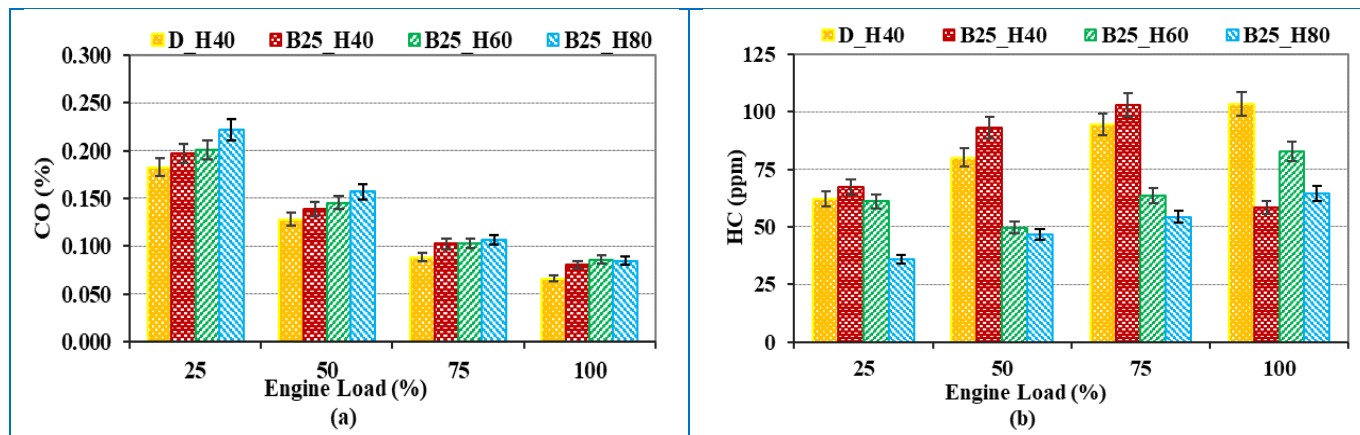 D_H40 B25_H40 B25_H60 B25_H80
0.300
0.250
0.200
0.150
0.100
0.050
0.000
CO (%)
25 50 75 100
Engine Load (%)
(a)
D_H40 B25_H40 B25_H60 B25_H80
125
100
75
50
25
0
HC (ppm)
25 50 75 100
Engine Load (%)
(b)